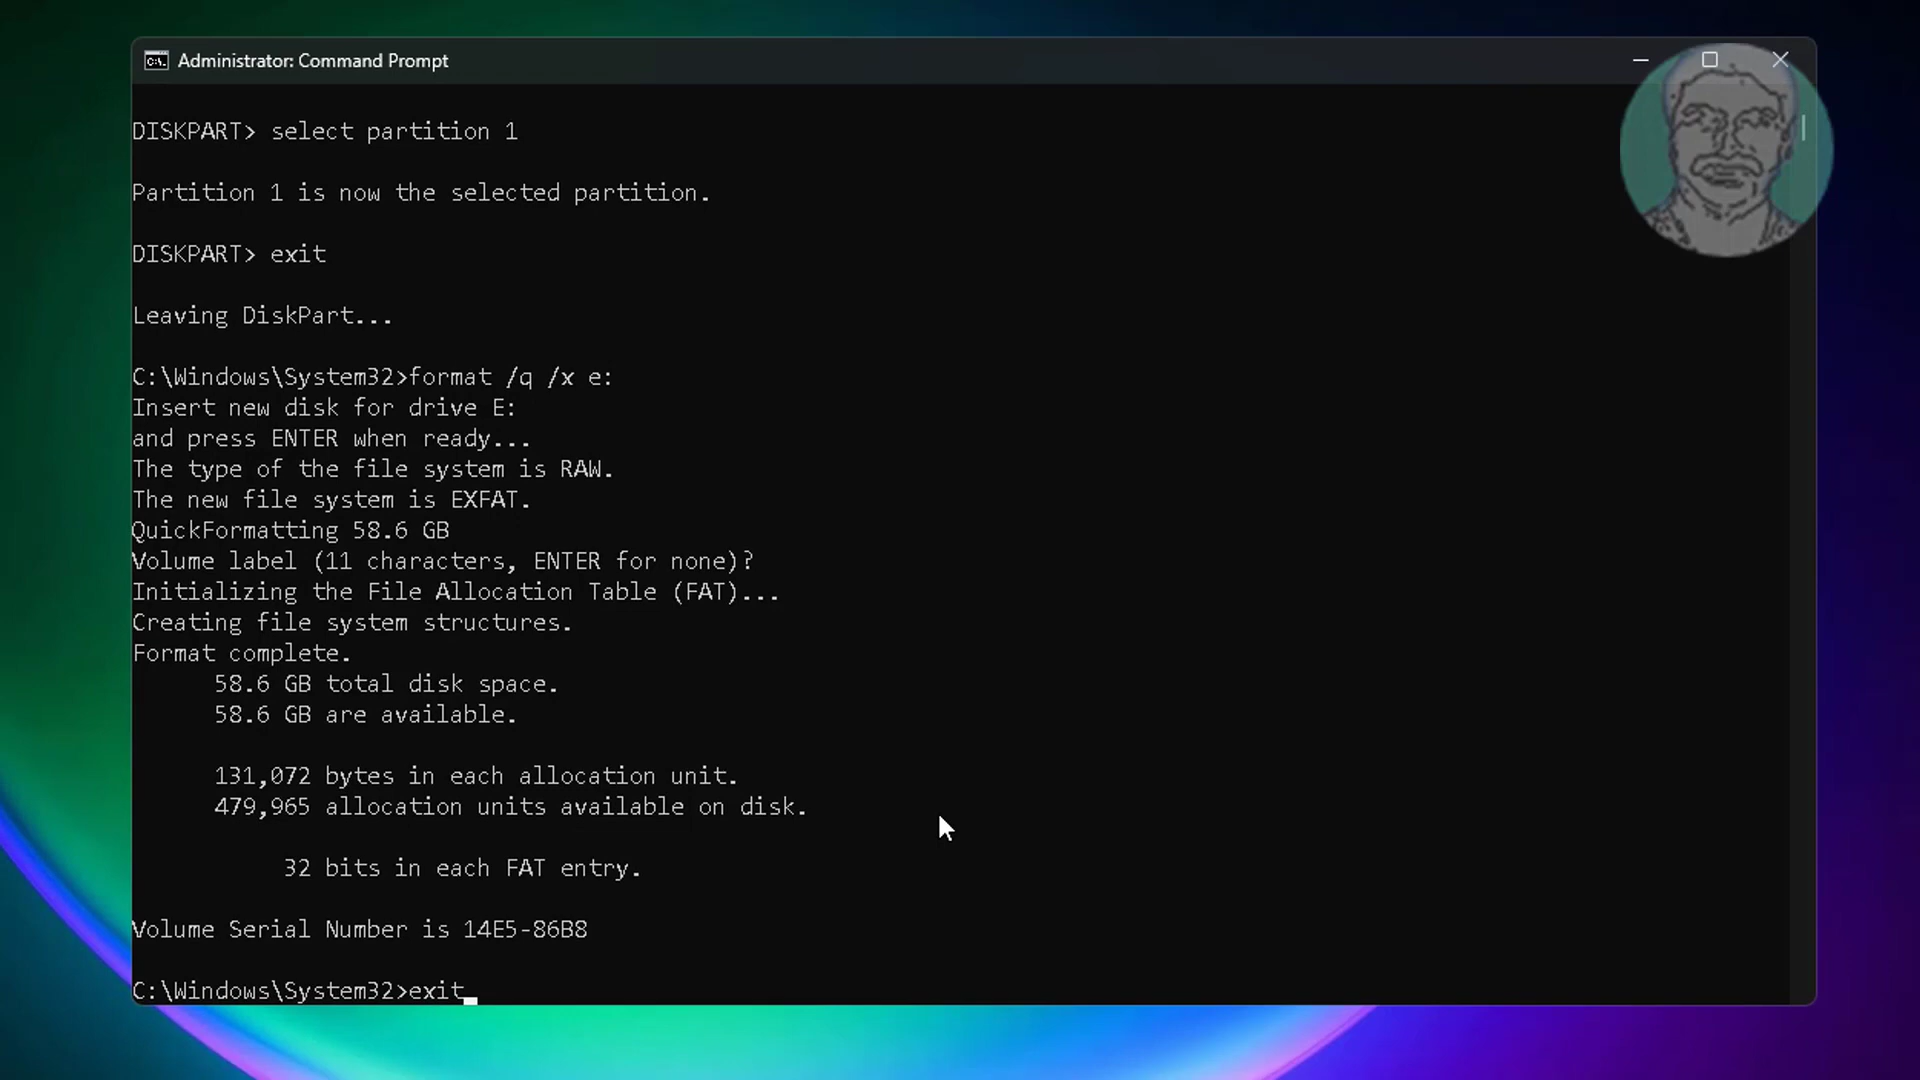 Administrator: Command Prompt
DISKPART> select partition 1
Partition 1 is now the selected partition.
DISKPART> exit
Leaving DiskPart...
C:\Windows\System32>format /q /x e:
Insert new disk for drive E:
and press ENTER when ready...
The type of the file system is RAW.
The new file system is EXFAT.
QuickFormatting 58.6 GB
Volume label (11 characters, ENTER for none)?
Initializing the File Allocation Table (FAT)...
Creating file system structures.
Format complete.
58.6 GB total disk space.
58.6 GB are available.
131,072 bytes in each allocation unit.
479,965 allocation units available on disk.
32 bits in each FAT entry.
Volume Serial Number is 14E5-86B8
C:\Windows\System32>exit